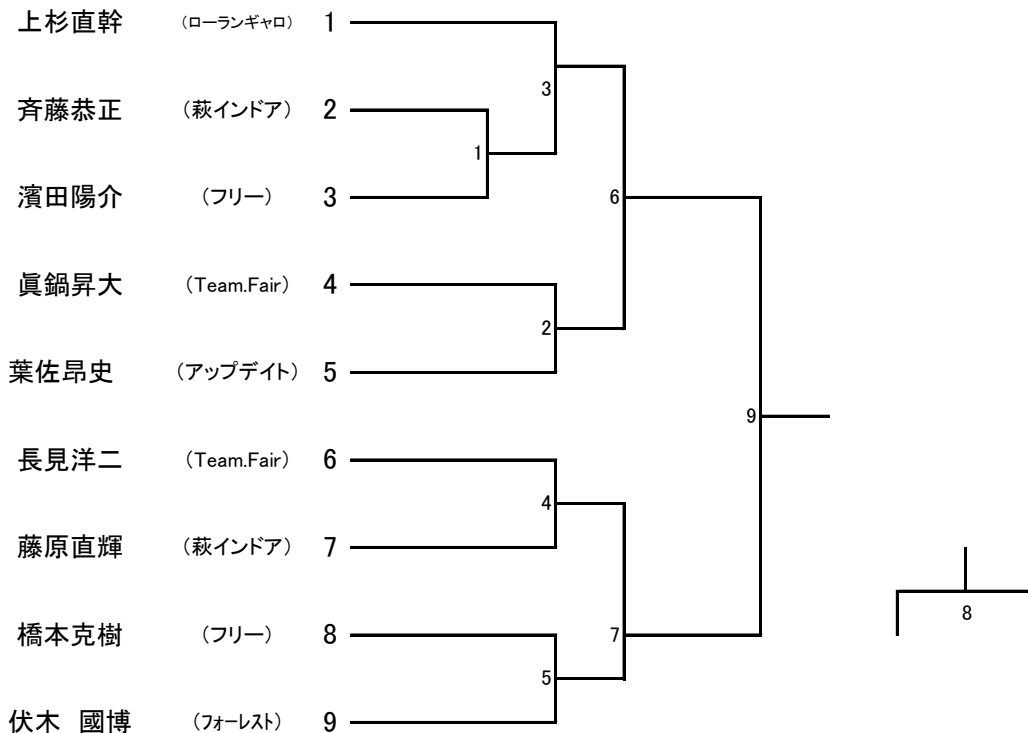 上杉直幹 （ローランギャロ） 1
3
斉藤恭正 （萩インドア） 2
1
濱田陽介 （フリー） 3
6
眞鍋昇大 （Team.Fair） 4
2
葉佐昂史 （アップデイト） 5
9
長見洋二 （Team.Fair） 6
4
藤原直輝 （萩インドア） 7
8
橋本克樹 （フリー） 8
7
5
伏木　國博 （フォーレスト） 9